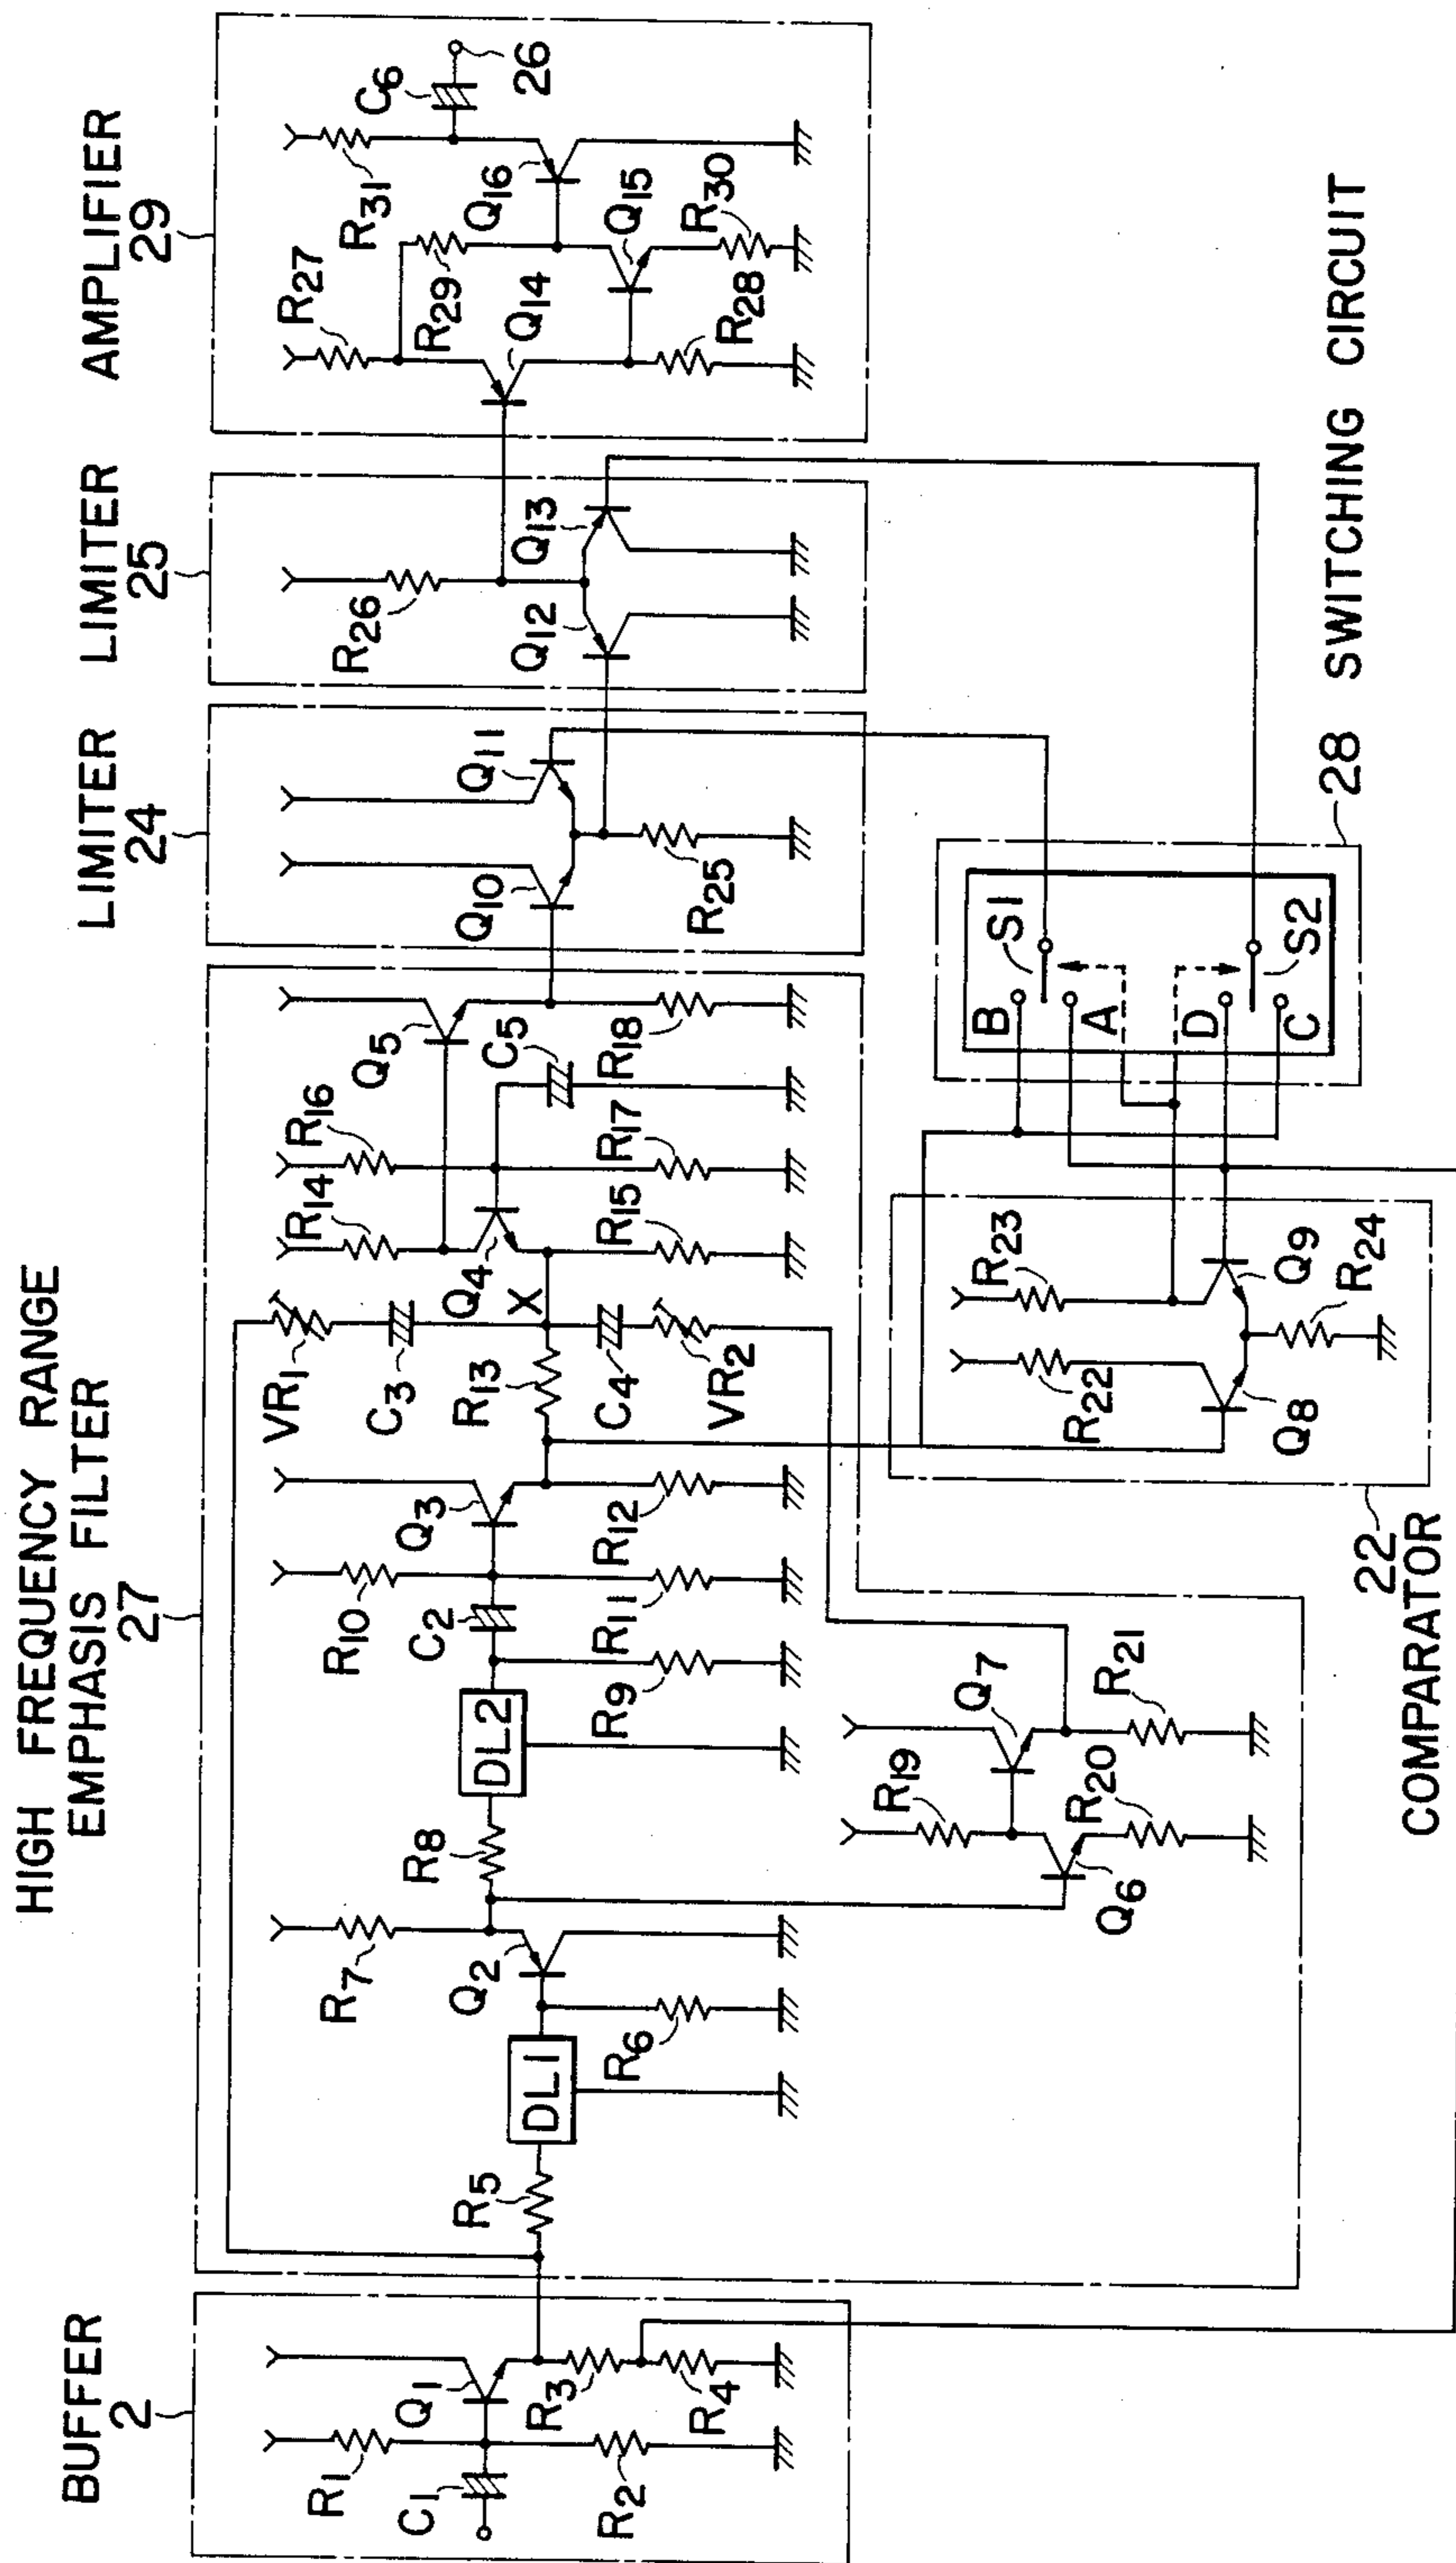 HIGH FREQUENCY RANGE
EMPHASIS FILTER
27
BUFFER
2
LIMITER
24
LIMITER
25
AMPLIFIER
29
R1
C1
Q1
R2
R3
R4
R5
DL1
R6
R7
Q2
R8
DL2
R9
C2
R10
R11
Q3
R12
VR1
C3
R13
X
C4
VR2
R14
Q4
R15
R16
R17
C5
Q5
R18
R19
Q6
R20
Q7
R21
Q10
Q11
R25
R26
Q12
Q13
R27
Q14
R28
R29
Q15
R30
Q16
R31
C6
26
R22
Q8
R23
Q9
R24
22
COMPARATOR
B
S1
A
D
S2
C
28 SWITCHING CIRCUIT